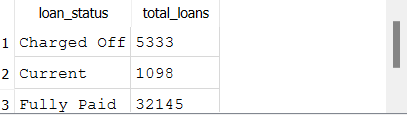 loan_status total_loans
1 Charged Off 5333
2 Current 1098
3 Fully Paid 32145